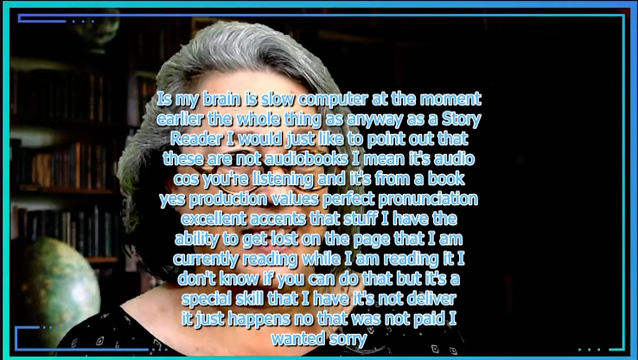 Is my brain is slow computer at the moment
earlier the whole thing as anyway as a Story
Reader I would just like to point out that
these are not audiobooks I mean it's audio
cos you're listening and it's from a book
yes production values perfect pronunciation
excellent accents that stuff I have the
ability to get lost on the page that I am
currently reading while I am reading it I
don't know if you can do that but it's a
special skill that I have it's not deliver
it just happens no that was not paid I
wanted sorry